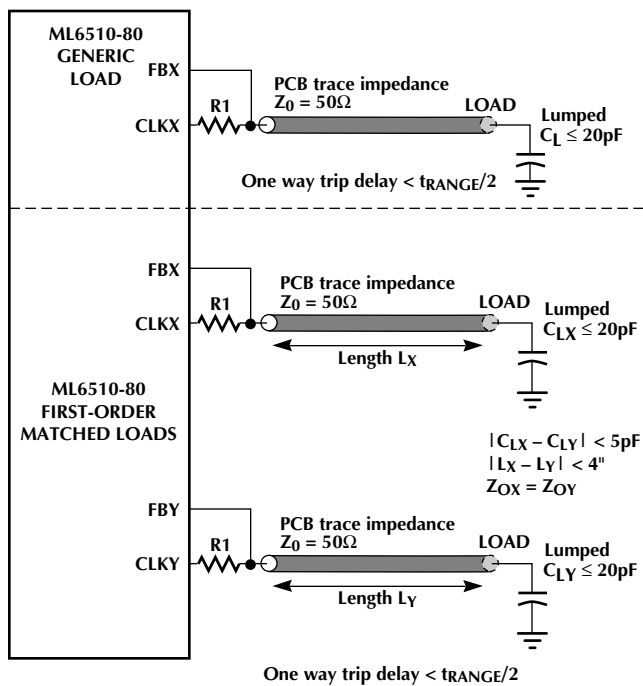 ML6510-80
GENERIC
LOAD
FBX
CLKX
R1
PCB trace impedance
Z0 = 50Ω
LOAD
Lumped
CL ≤ 20pF
One way trip delay < tRANGE/2
FBX
CLKX
R1
PCB trace impedance
Z0 = 50Ω
LOAD
Lumped
CLX ≤ 20pF
Length LX
ML6510-80
FIRST-ORDER
MATCHED LOADS
|CLX – CLY| < 5pF
|LX – LY| < 4"
ZOX = ZOY
FBY
CLKY
R1
PCB trace impedance
Z0 = 50Ω
LOAD
Lumped
CLY ≤ 20pF
Length LY
One way trip delay < tRANGE/2